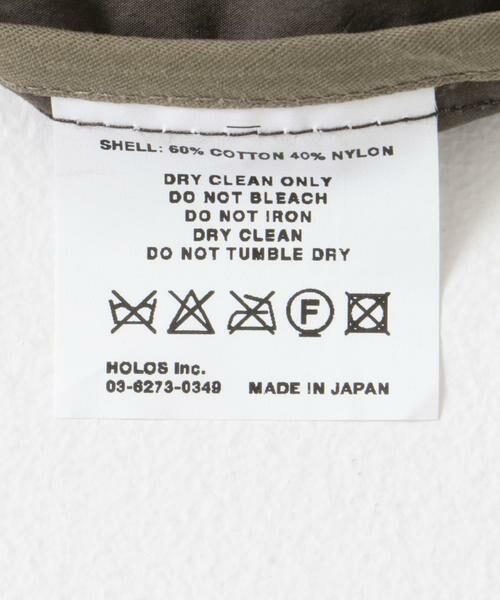 SHELL: 60% COTTON 40% NYLON
DRY CLEAN ONLY
DO NOT BLEACH
DO NOT IRON
DRY CLEAN
DO NOT TUMBLE DRY
F
HOLOS Inc.
03-6273-0349 MADE IN JAPAN